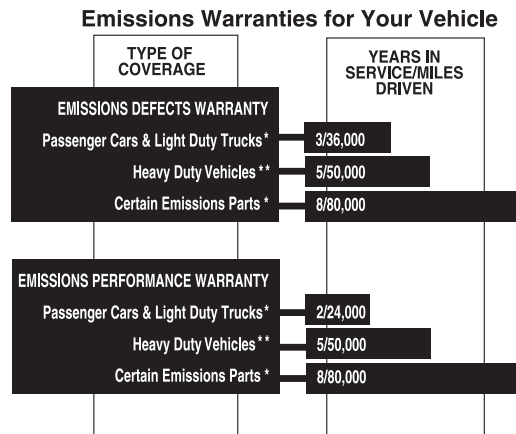 Emissions Warranties for Your Vehicle
TYPE OF
COVERAGE
YEARS IN
SERVICE/MILES
DRIVEN
EMISSIONS DEFECTS WARRANTY
Passenger Cars & Light Duty Trucks* 3/36,000
Heavy Duty Vehicles** 5/50,000
Certain Emissions Parts * 8/80,000
EMISSIONS PERFORMANCE WARRANTY
Passenger Cars & Light Duty Trucks* 2/24,000
Heavy Duty Vehicles** 5/50,000
Certain Emissions Parts * 8/80,000